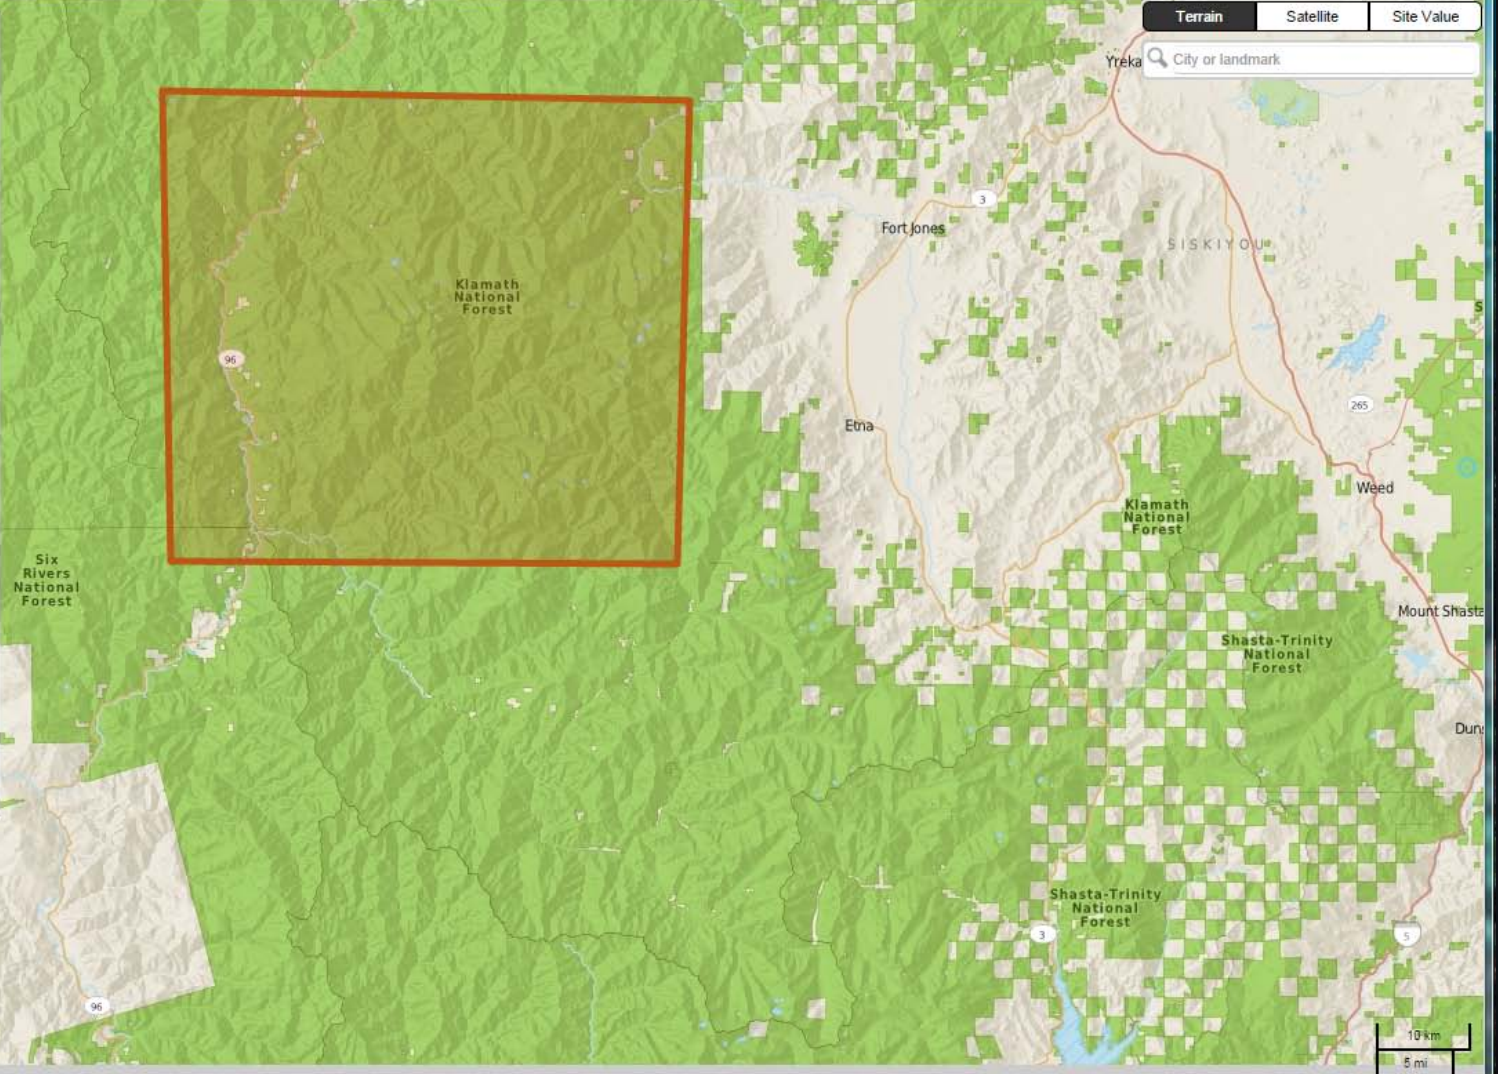 Terrain
Satellite
Site Value
City or landmark
Yreka
3
Fort Jones
SISKIYOU
Klamath
National
Forest
S
96
265
Etna
Weed
Klamath
National
Forest
Six
Rivers
National
Forest
Mount Shasta
Shasta-Trinity
National
Forest
Duns
Shasta-Trinity
National
Forest
3
5
96
10 km
5 mi